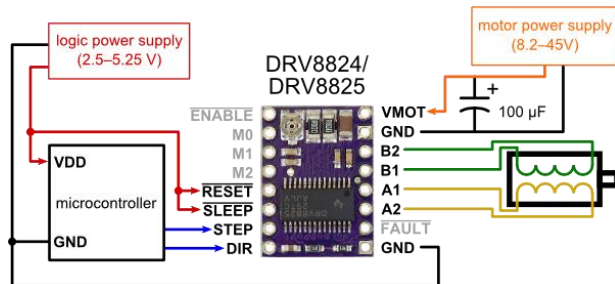 logic power supply
(2.5–5.25 V)
motor power supply
(8.2–45V)
DRV8824/
DRV8825
ENABLE
M0
M1
M2
RESET
SLEEP
STEP
DIR
VMOT
GND
B2
B1
A1
A2
FAULT
GND
+
100 µF
VDD
microcontroller
GND